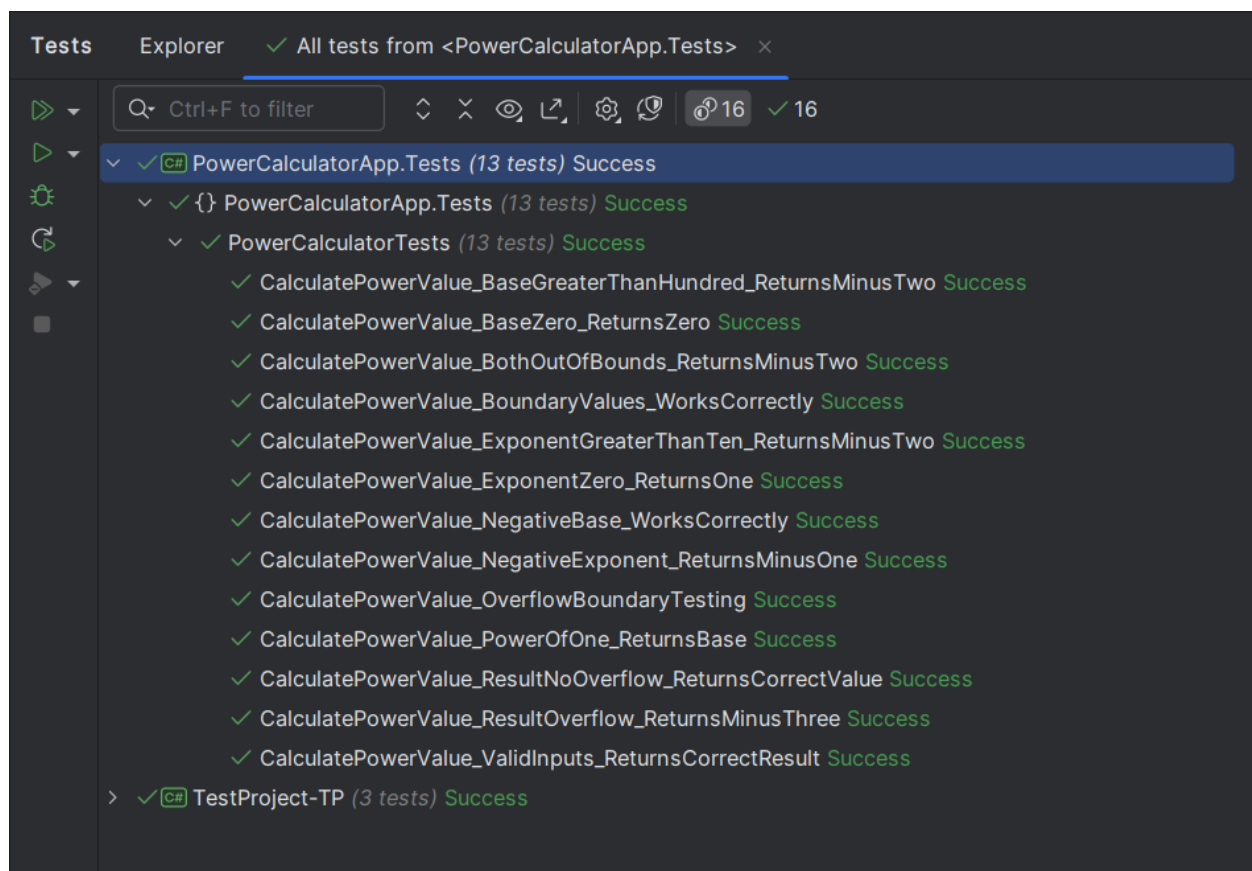 Tests Explorer All tests from <PowerCalculatorApp.Tests>
Ctrl+F to filter 16 16
C# PowerCalculatorApp.Tests (13 tests) Success
{} PowerCalculatorApp.Tests (13 tests) Success
PowerCalculatorTests (13 tests) Success
CalculatePowerValue_BaseGreaterThanHundred_ReturnsMinusTwo Success
CalculatePowerValue_BaseZero_ReturnsZero Success
CalculatePowerValue_BothOutOfBounds_ReturnsMinusTwo Success
CalculatePowerValue_BoundaryValues_WorksCorrectly Success
CalculatePowerValue_ExponentGreaterThanTen_ReturnsMinusTwo Success
CalculatePowerValue_ExponentZero_ReturnsOne Success
CalculatePowerValue_NegativeBase_WorksCorrectly Success
CalculatePowerValue_NegativeExponent_ReturnsMinusOne Success
CalculatePowerValue_OverflowBoundaryTesting Success
CalculatePowerValue_PowerOfOne_ReturnsBase Success
CalculatePowerValue_ResultNoOverflow_ReturnsCorrectValue Success
CalculatePowerValue_ResultOverflow_ReturnsMinusThree Success
CalculatePowerValue_ValidInputs_ReturnsCorrectResult Success
C# TestProject-TP (3 tests) Success